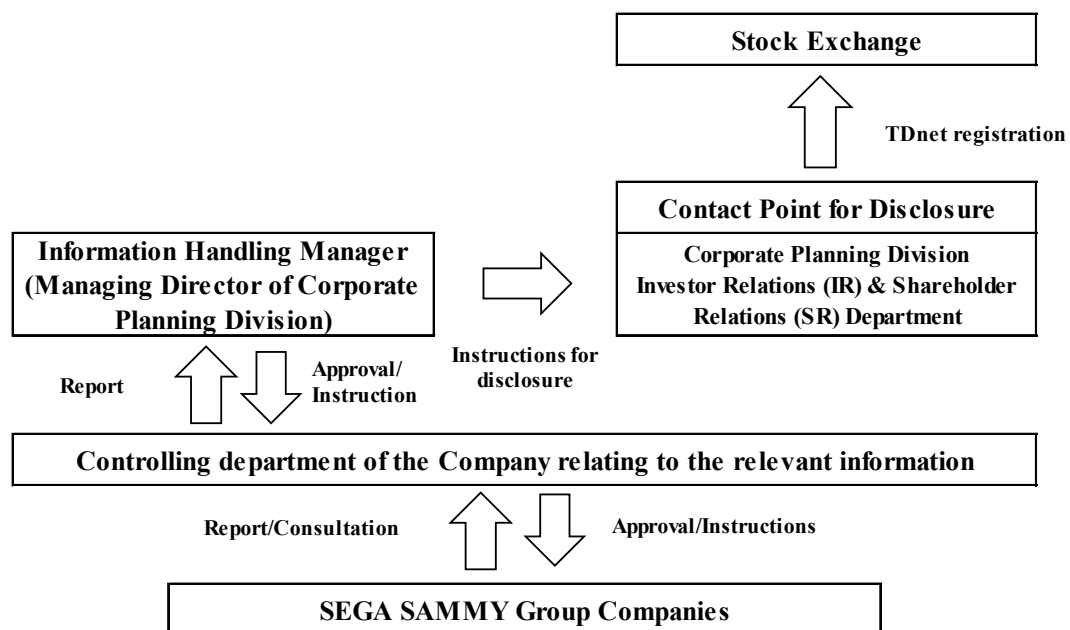 Stock Exchange
TDnet registration
Contact Point for Disclosure
Corporate Planning Division
Investor Relations (IR) & Shareholder
Relations (SR) Department
Information Handling Manager
(Managing Director of Corporate
Planning Division)
Instructions for
disclosure
Report
Approval/
Instruction
Controlling department of the Company relating to the relevant information
Report/Consultation
Approval/Instructions
SEGA SAMMY Group Companies